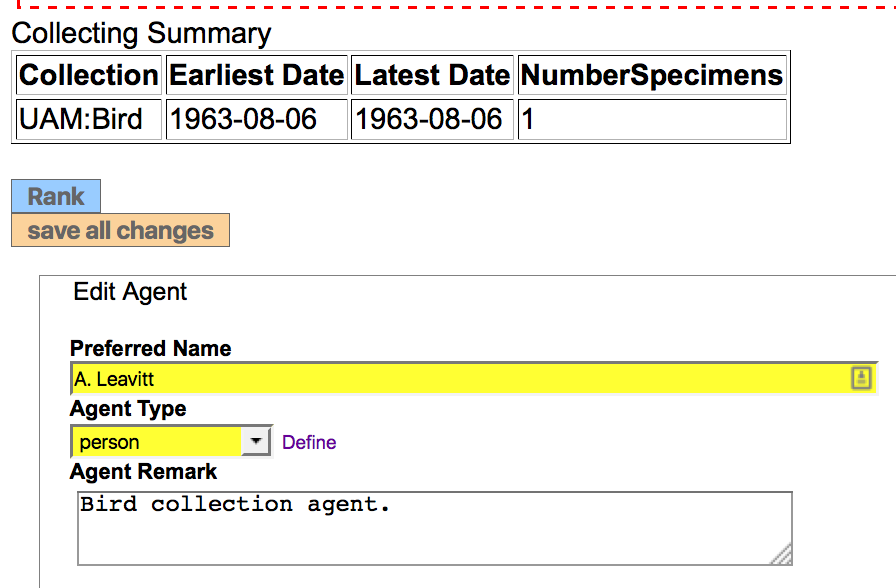 Collecting Summary
Collection Earliest Date Latest Date NumberSpecimens
UAM:Bird 1963-08-06 1963-08-06 1
Rank
save all changes
Edit Agent
Preferred Name
A. Leavitt
Agent Type
person Define
Agent Remark
Bird collection agent.